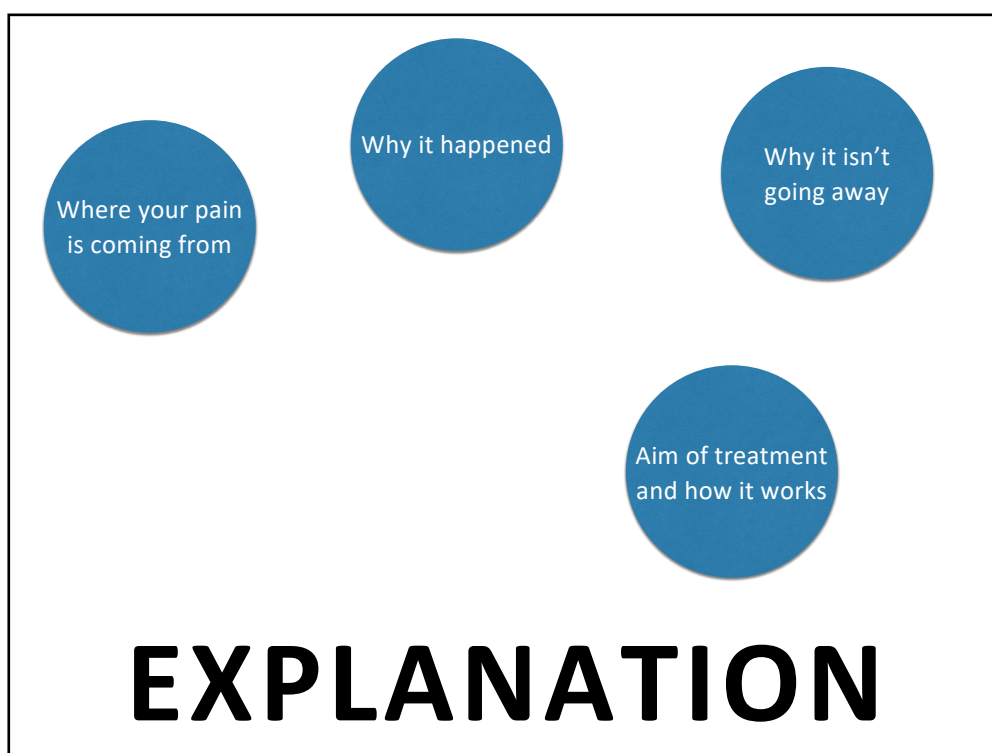 Where your pain
is coming from
Why it happened
Why it isn’t
going away
Aim of treatment
and how it works
EXPLANATION